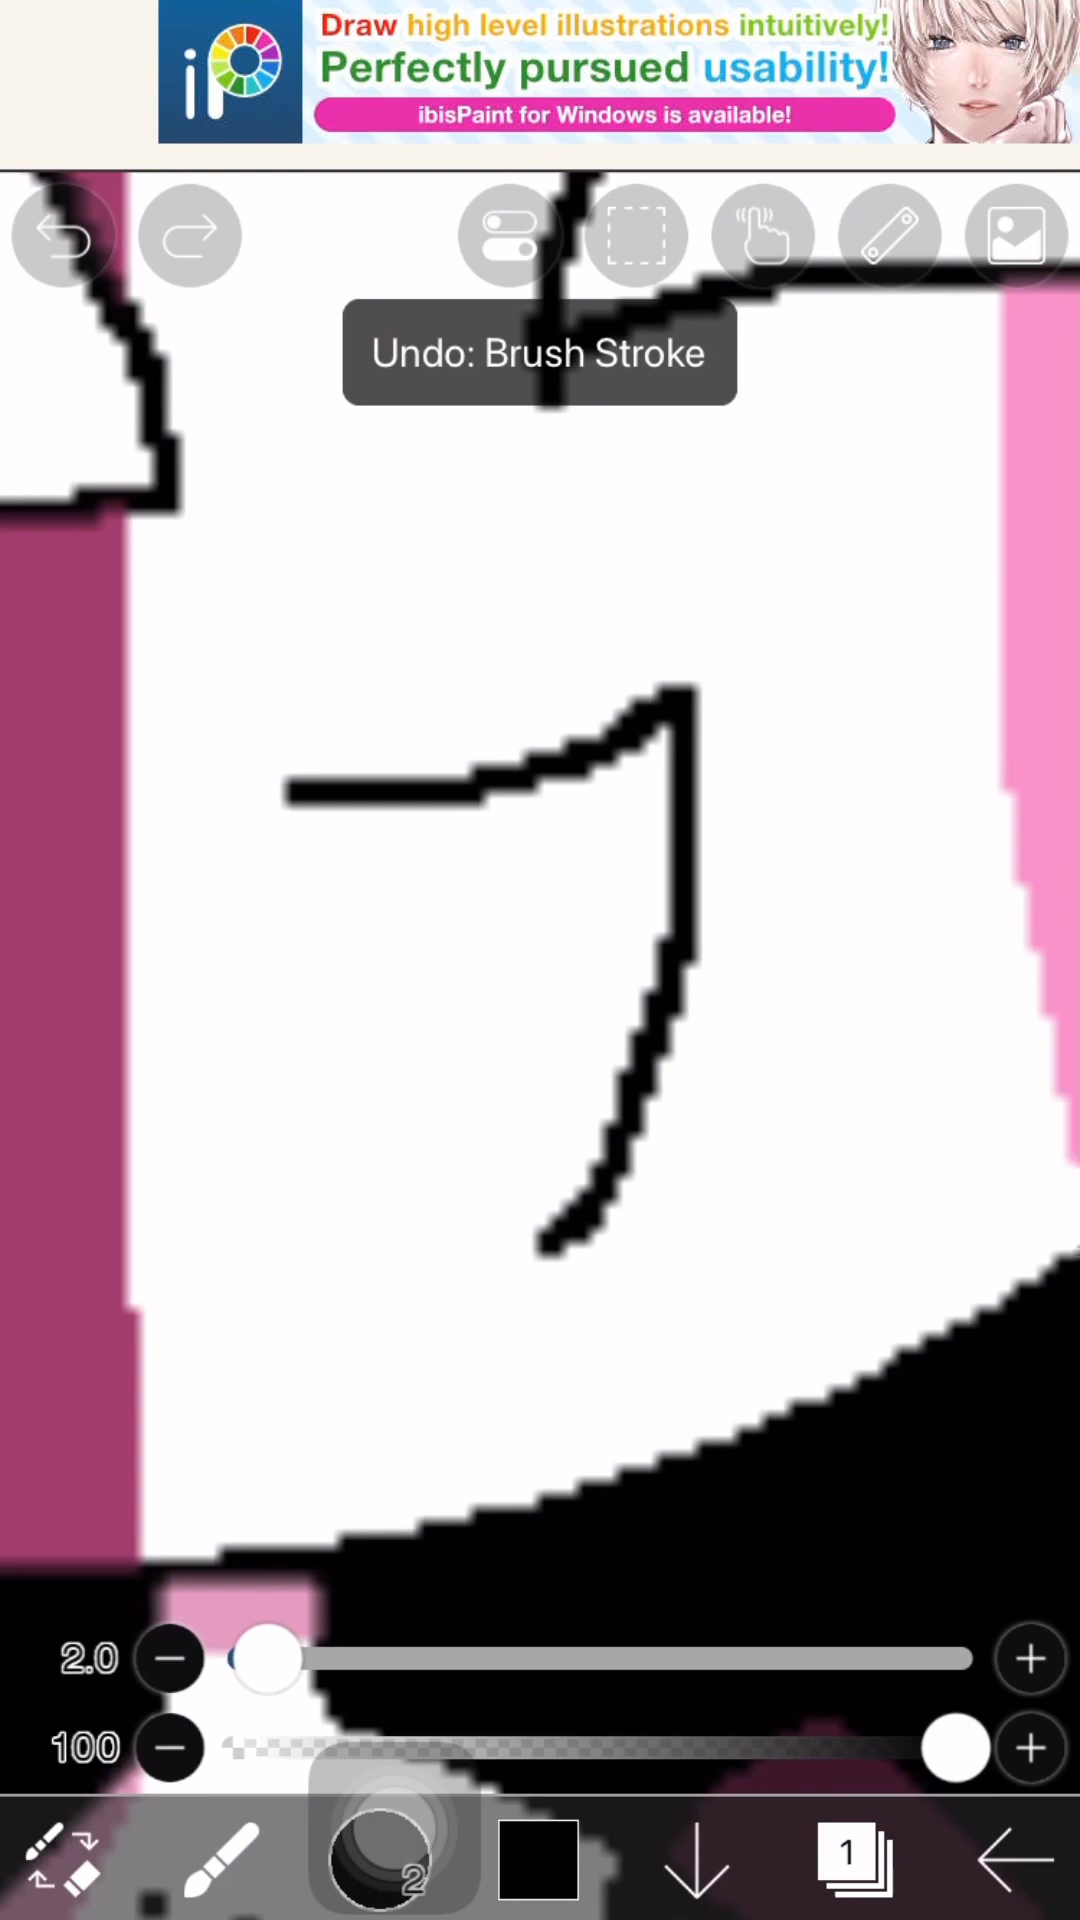 iP
Draw high level illustrations intuitively!
Perfectly pursued usability!
ibisPaint for Windows is available!
Undo: Brush Stroke
2.0
100
2
1